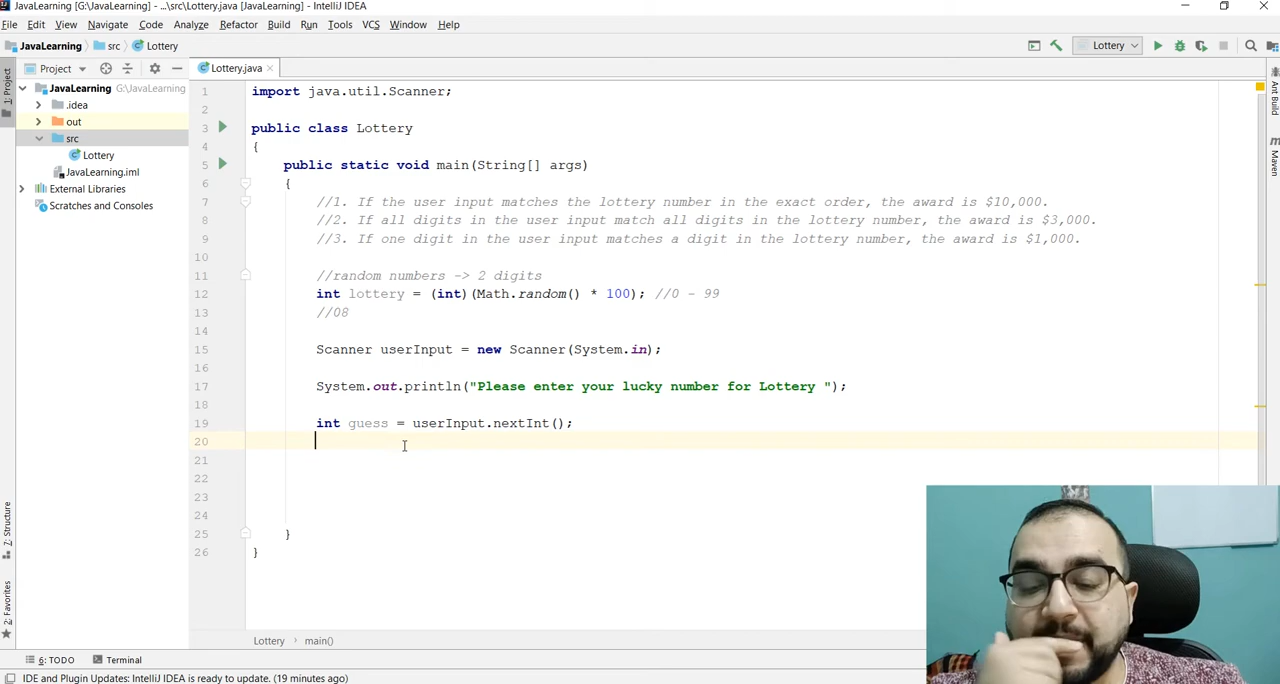 JavaLearning [G:\JavaLearning] - ...\src\Lottery.java [JavaLearning] - IntelliJ IDEA
File Edit View Navigate Code Analyze Refactor Build Run Tools VCS Window Help
JavaLearning src Lottery Lottery
1: Project Project Lottery.java
JavaLearning G:\JavaLearning
.idea
out
src
Lottery
JavaLearning.iml
External Libraries
Scratches and Consoles
1 import java.util.Scanner;
2
3 public class Lottery
4 {
5 public static void main(String[] args)
6 {
7 //1. If the user input matches the lottery number in the exact order, the award is $10,000.
8 //2. If all digits in the user input match all digits in the lottery number, the award is $3,000.
9 //3. If one digit in the user input matches a digit in the lottery number, the award is $1,000.
10
11 //random numbers -> 2 digits
12 int lottery = (int)(Math.random() * 100); //0 - 99
13 //08
14
15 Scanner userInput = new Scanner(System.in);
16
17 System.out.println("Please enter your lucky number for Lottery ");
18
19 int guess = userInput.nextInt();
20
21
22
23
24
25 }
26 }
Ant Build
Maven
7: Structure
2: Favorites
Lottery main()
6: TODO Terminal
IDE and Plugin Updates: IntelliJ IDEA is ready to update. (19 minutes ago)